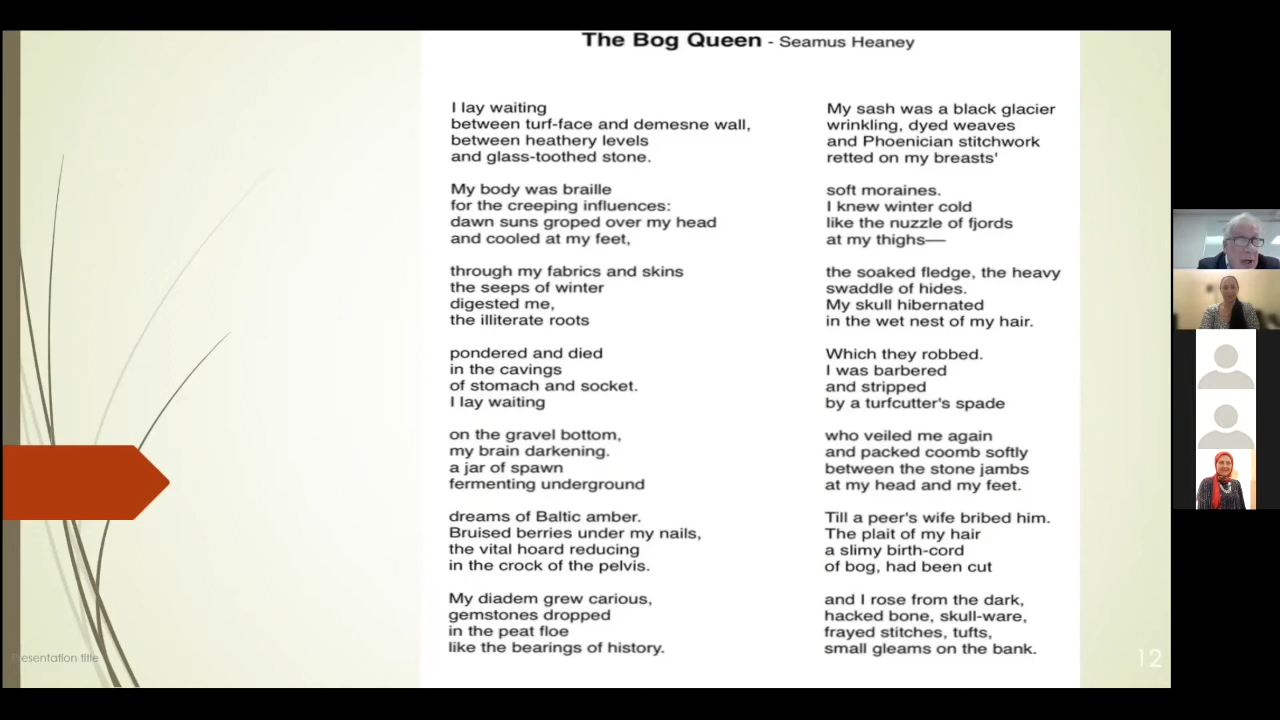 The Bog Queen - Seamus Heaney
I lay waiting
between turf-face and demesne wall,
between heathery levels
and glass-toothed stone.
My body was braille
for the creeping influences:
dawn suns groped over my head
and cooled at my feet,
through my fabrics and skins
the seeps of winter
digested me,
the illiterate roots
pondered and died
in the cavings
of stomach and socket.
I lay waiting
on the gravel bottom,
my brain darkening.
a jar of spawn
fermenting underground
dreams of Baltic amber.
Bruised berries under my nails,
the vital hoard reducing
in the crock of the pelvis.
My diadem grew carious,
gemstones dropped
in the peat floe
like the bearings of history.
My sash was a black glacier
wrinkling, dyed weaves
and Phoenician stitchwork
retted on my breasts'
soft moraines.
I knew winter cold
like the nuzzle of fjords
at my thighs—
the soaked fledge, the heavy
swaddle of hides.
My skull hibernated
in the wet nest of my hair.
Which they robbed.
I was barbered
and stripped
by a turfcutter's spade
who veiled me again
and packed coomb softly
between the stone jambs
at my head and my feet.
Till a peer's wife bribed him.
The plait of my hair
a slimy birth-cord
of bog, had been cut
and I rose from the dark,
hacked bone, skull-ware,
frayed stitches, tufts,
small gleams on the bank.
Presentation title
12